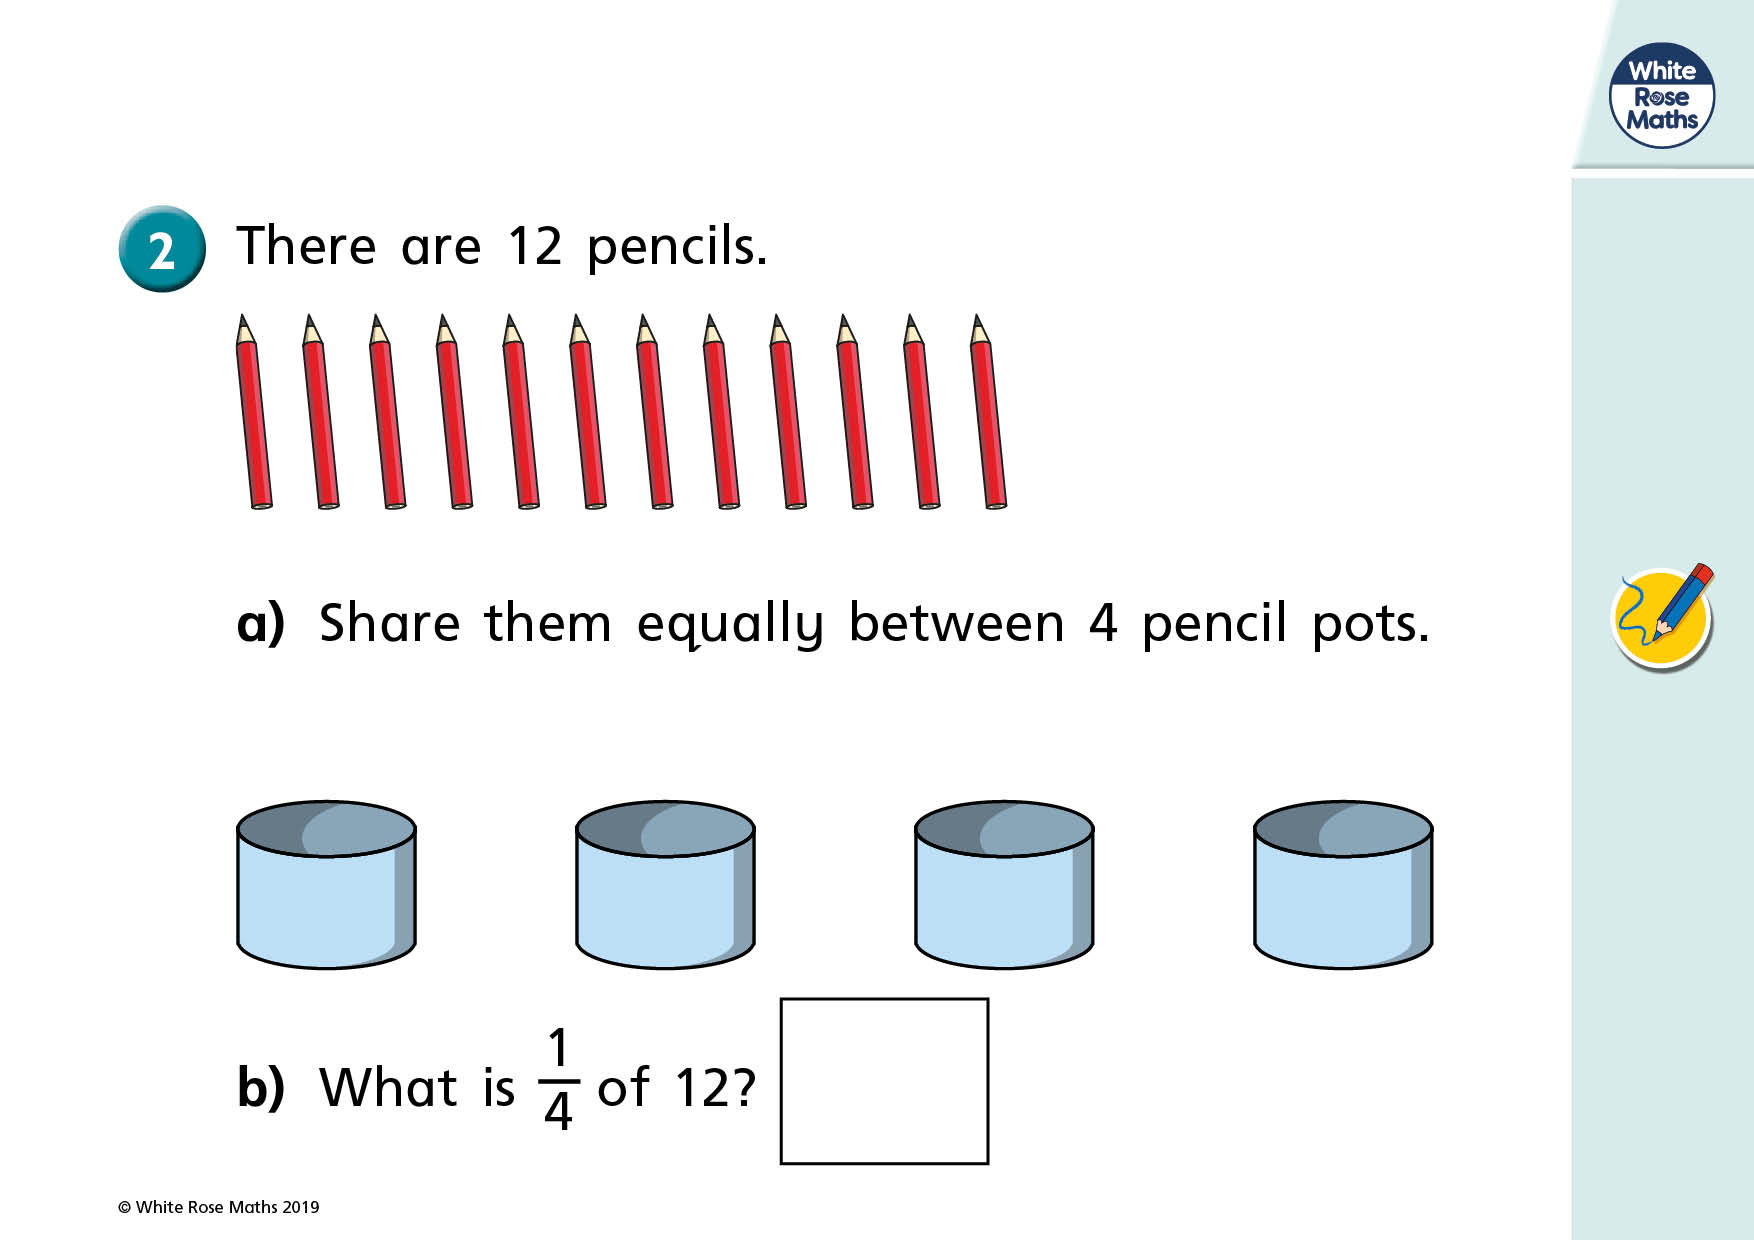 White
Rose
Maths
2 There are 12 pencils.
a) Share them equally between 4 pencil pots.
b) What is 1/4 of 12?
© White Rose Maths 2019